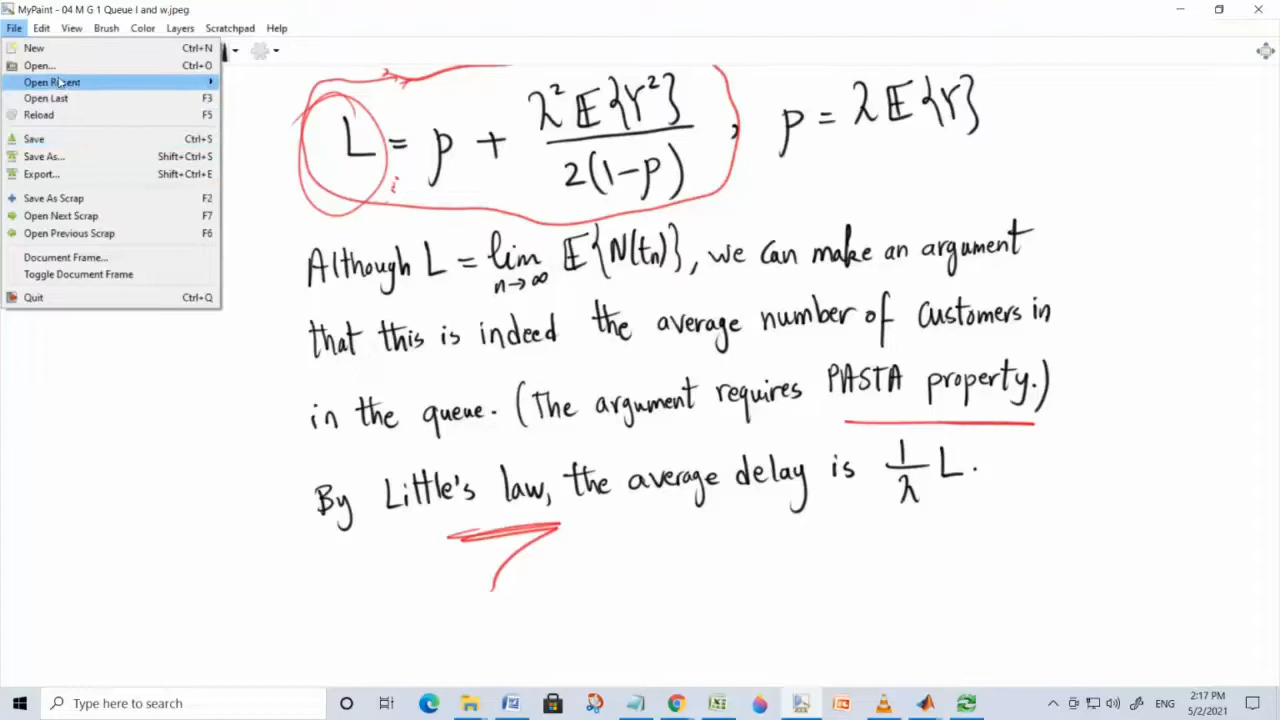 MyPaint - 04 M G 1 Queue l and w.jpeg
File Edit View Brush Color Layers Scratchpad Help
New Ctrl+N
Open... Ctrl+O
Open Recent
Open Last F3
Reload F5
Save Ctrl+S
Save As... Shift+Ctrl+S
Export... Shift+Ctrl+E
Save As Scrap F2
Open Next Scrap F7
Open Previous Scrap F6
Document Frame...
Toggle Document Frame
Quit Ctrl+Q
L = ρ + λ² 𝔼{Y²} / 2(1-ρ) , ρ = λ 𝔼{Y}
Although L = lim n→∞ 𝔼{N(tn)}, we can make an argument
that this is indeed the average number of customers in
in the queue. (The argument requires PASTA property.)
By Little's law, the average delay is 1/λ L.
Type here to search
ENG
2:17 PM
5/2/2021